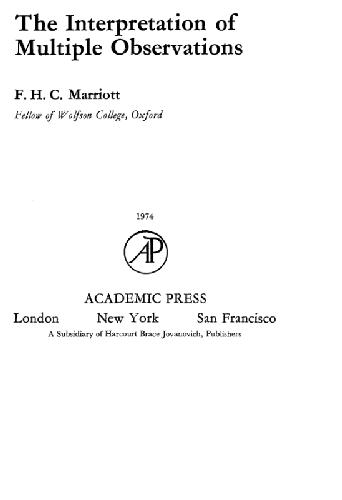 The Interpretation of
Multiple Observations
F. H. C. Marriott
Fellow of Wolfson College, Oxford
1974
AP
ACADEMIC PRESS
London New York San Francisco
A Subsidiary of Harcourt Brace Jovanovich, Publishers